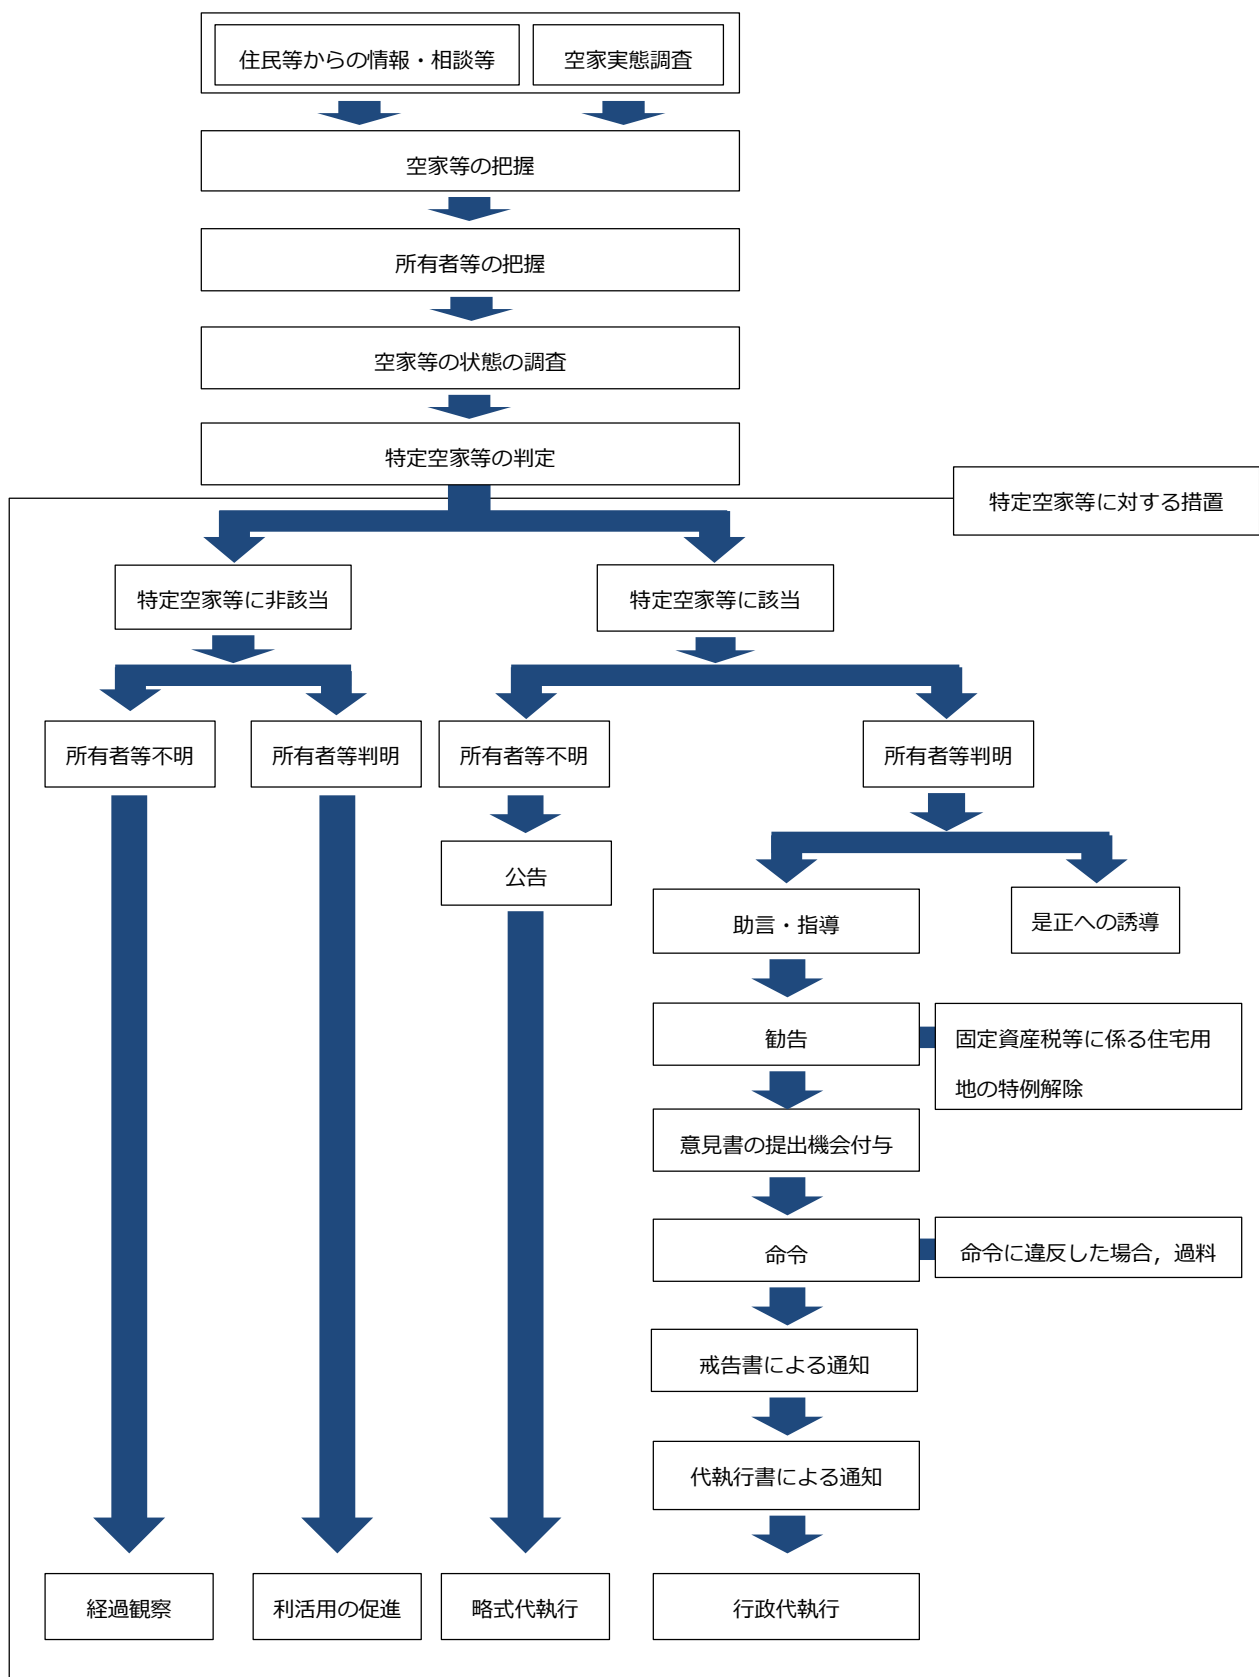 住民等からの情報・相談等
空家実態調査
空家等の把握
所有者等の把握
空家等の状態の調査
特定空家等の判定
特定空家等に対する措置
特定空家等に非該当
特定空家等に該当
所有者等不明
所有者等判明
所有者等不明
所有者等判明
公告
助言・指導
是正への誘導
勧告
固定資産税等に係る住宅用
地の特例解除
意見書の提出機会付与
命令
命令に違反した場合，過料
戒告書による通知
代執行書による通知
経過観察
利活用の促進
略式代執行
行政代執行